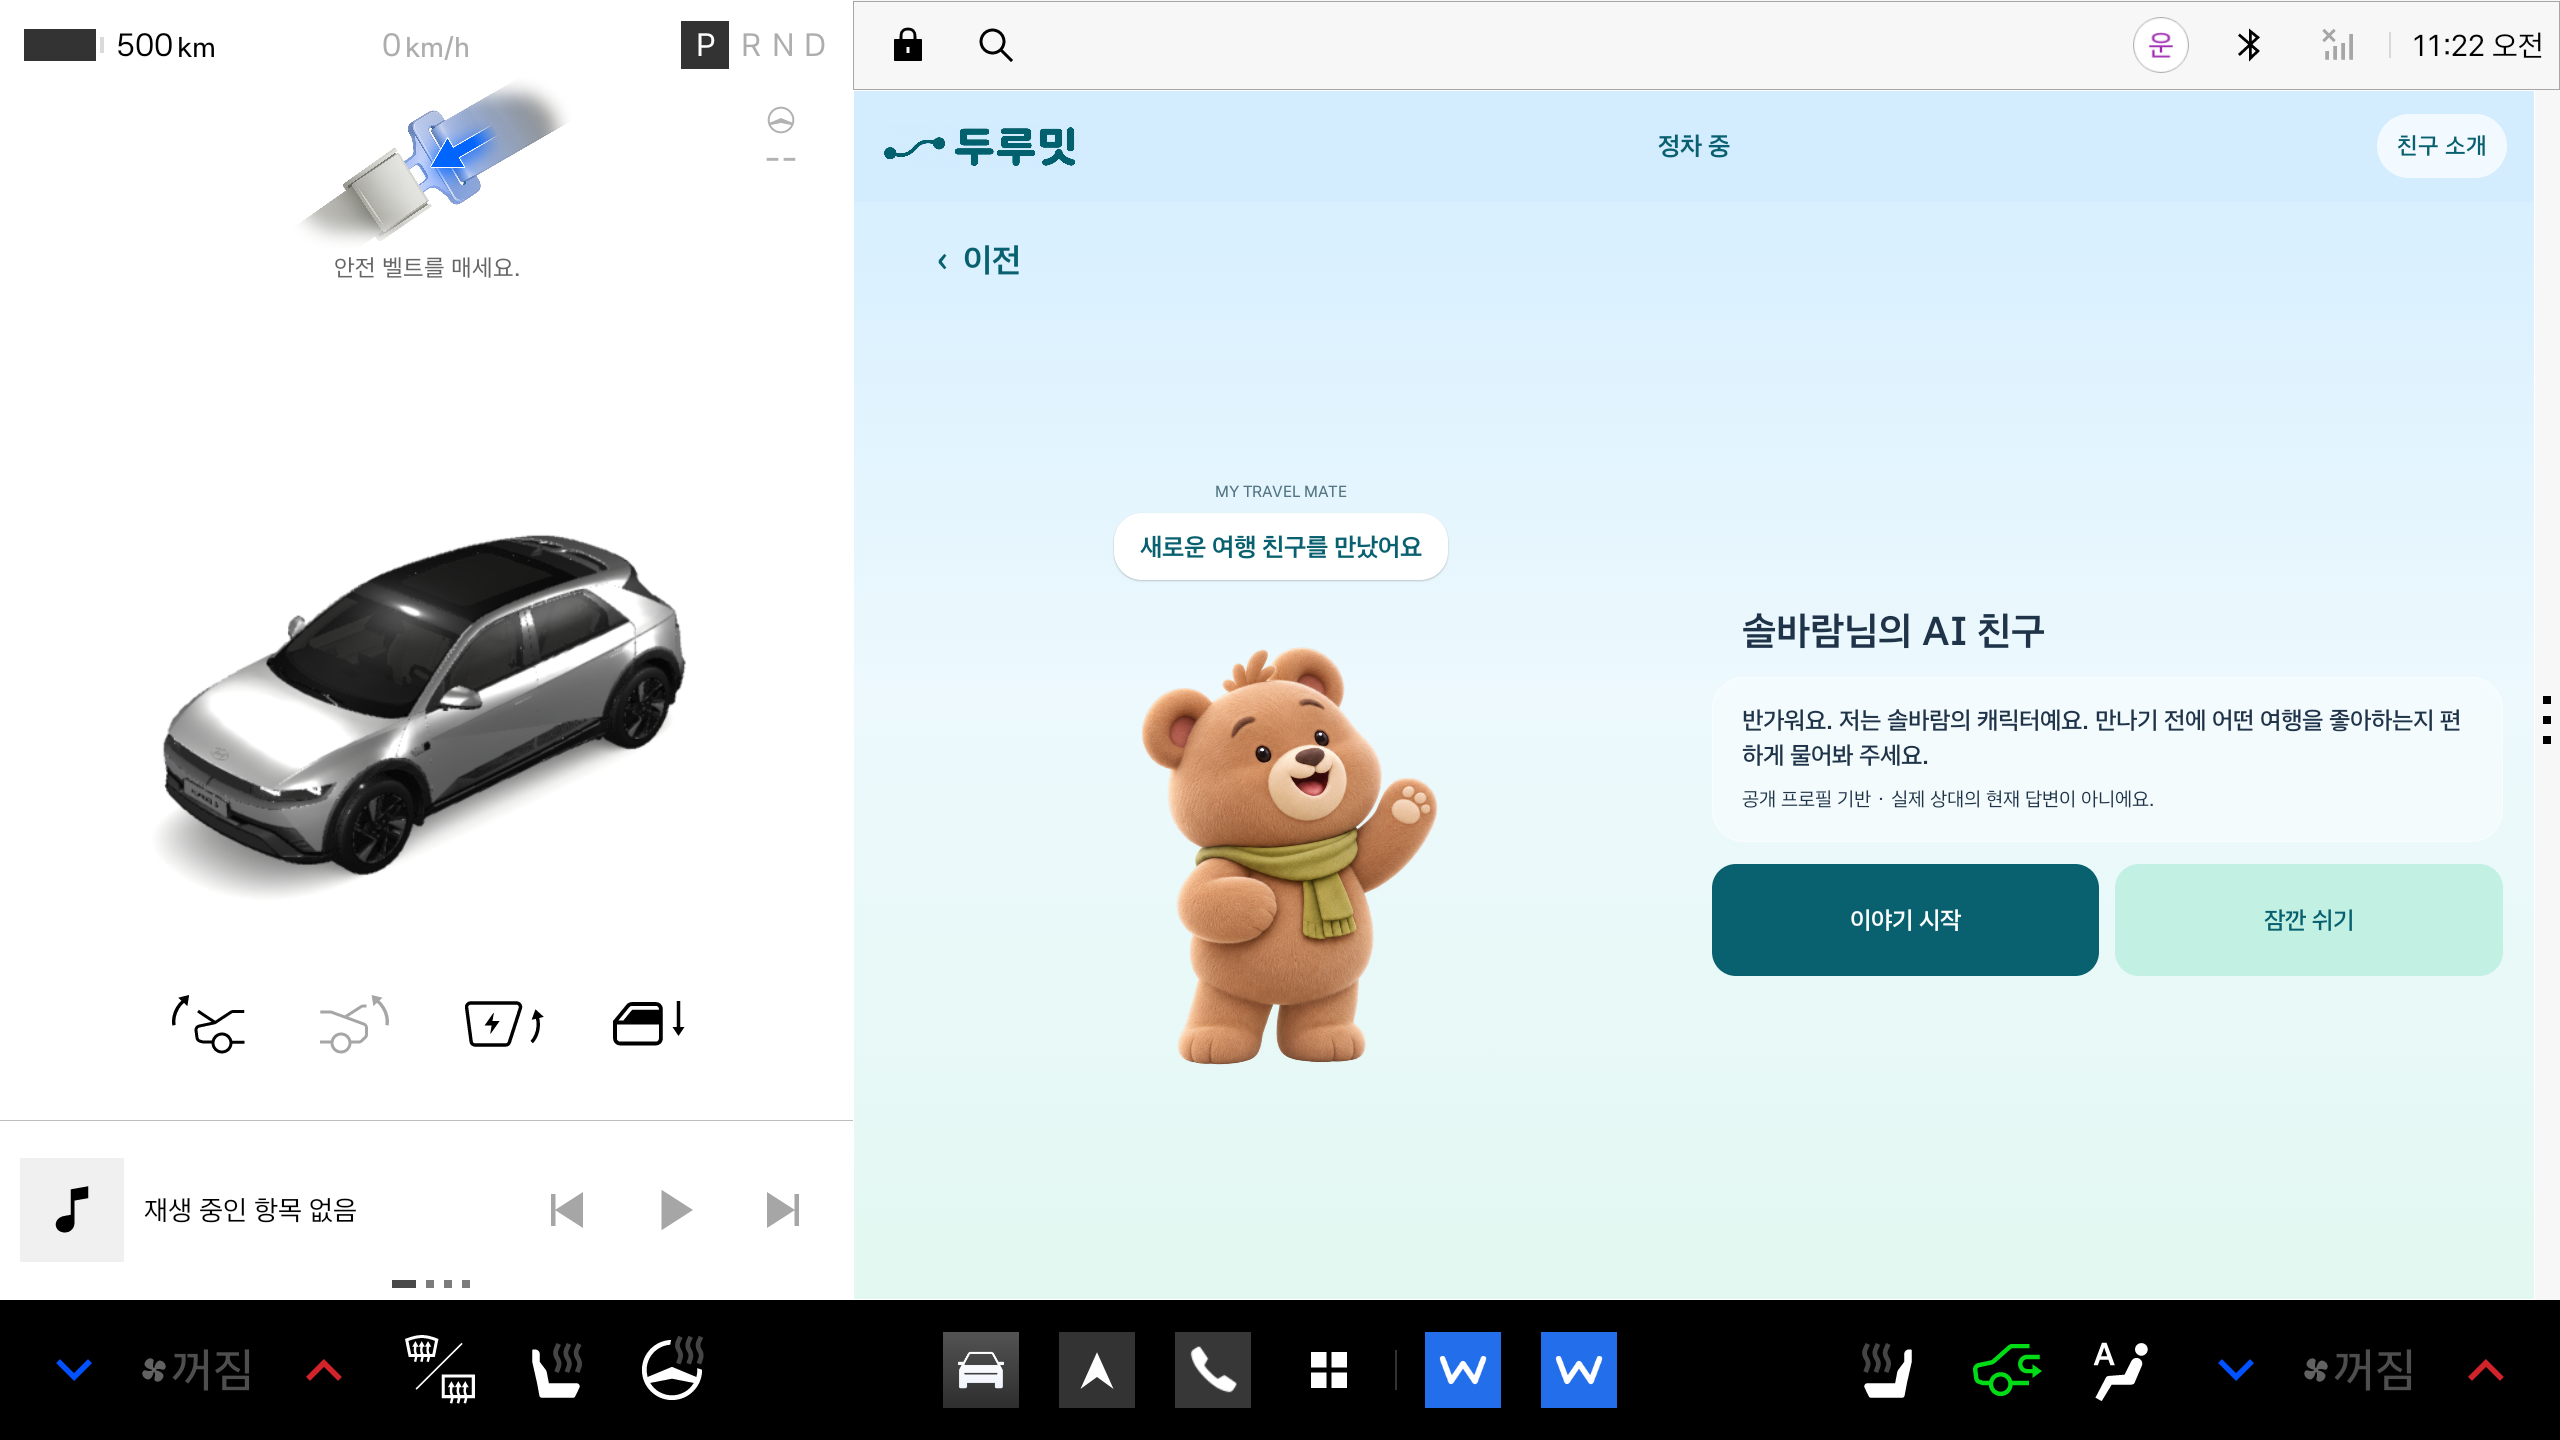 500 km
0 km/h
P R N D
안전 벨트를 매세요.
--
운
11:22 오전
두루밋
정차 중
친구 소개
‹ 이전
MY TRAVEL MATE
새로운 여행 친구를 만났어요
솔바람님의 AI 친구
반가워요. 저는 솔바람의 캐릭터예요. 만나기 전에 어떤 여행을 좋아하는지 편
하게 물어봐 주세요.
공개 프로필 기반 · 실제 상대의 현재 답변이 아니에요.
이야기 시작
잠깐 쉬기
재생 중인 항목 없음
꺼짐
A
꺼짐